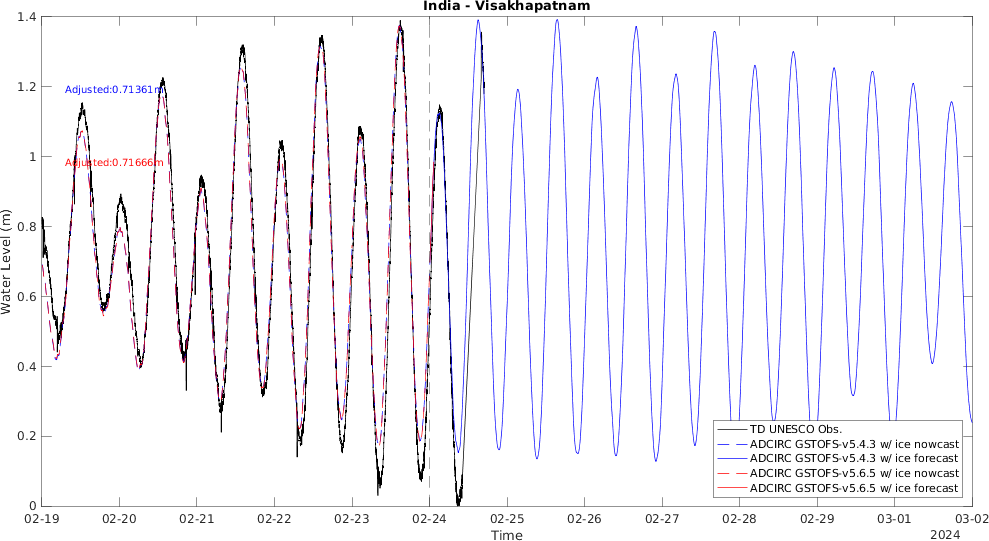 India - Visakhapatnam
1.4
1.2
1
0.8
0.6
0.4
0.2
0
Water Level (m)
Adjusted:0.71361m
Adjusted:0.71666m
TD UNESCO Obs.
ADCIRC GSTOFS-v5.4.3 w/ ice nowcast
ADCIRC GSTOFS-v5.4.3 w/ ice forecast
ADCIRC GSTOFS-v5.6.5 w/ ice nowcast
ADCIRC GSTOFS-v5.6.5 w/ ice forecast
02-19 02-20 02-21 02-22 02-23 02-24 02-25 02-26 02-27 02-28 02-29 03-01 03-02
Time
2024